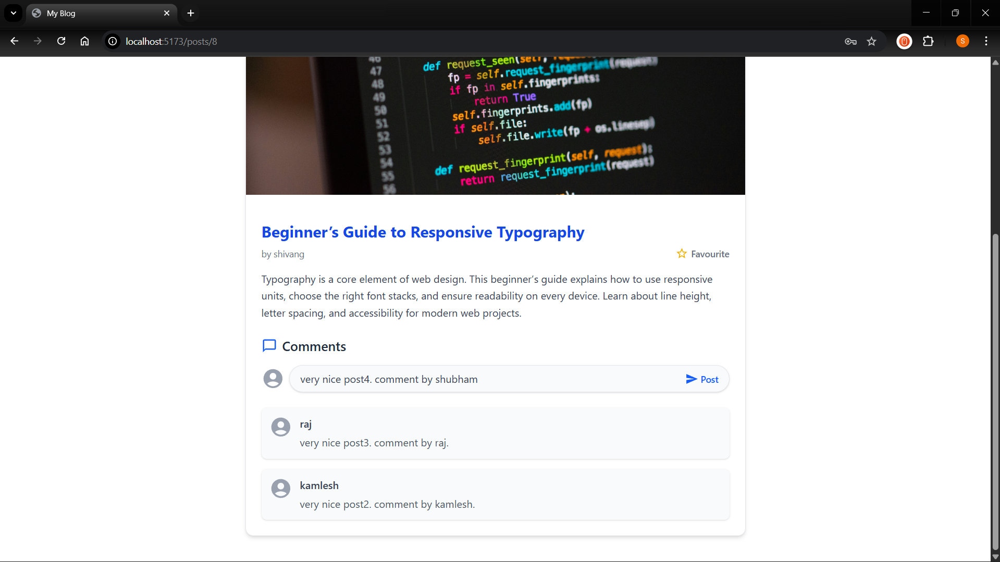 My Blog
localhost:5173/posts/8
S
46
def request_seen(self, request):
47
fp = self.request_fingerprint(request)
48
if fp in self.fingerprints:
49
return True
50
self.fingerprints.add(fp)
51
if self.file:
52
self.file.write(fp + os.linesep)
53
54
def request_fingerprint(self, request):
55
return request_fingerprint(request)
56
Beginner’s Guide to Responsive Typography
by shivang
Favourite
Typography is a core element of web design. This beginner’s guide explains how to use responsive
units, choose the right font stacks, and ensure readability on every device. Learn about line height,
letter spacing, and accessibility for modern web projects.
Comments
very nice post4. comment by shubham
Post
raj
very nice post3. comment by raj.
kamlesh
very nice post2. comment by kamlesh.